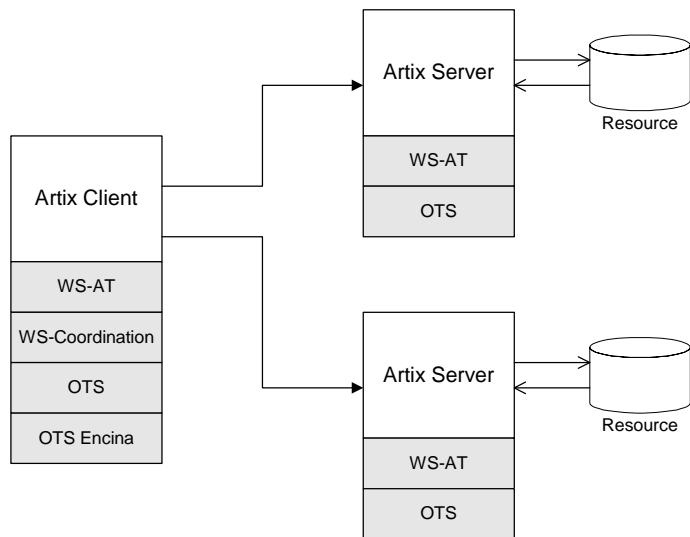 Artix Server
Resource
WS-AT
OTS
Artix Client
WS-AT
WS-Coordination
OTS
OTS Encina
Artix Server
Resource
WS-AT
OTS